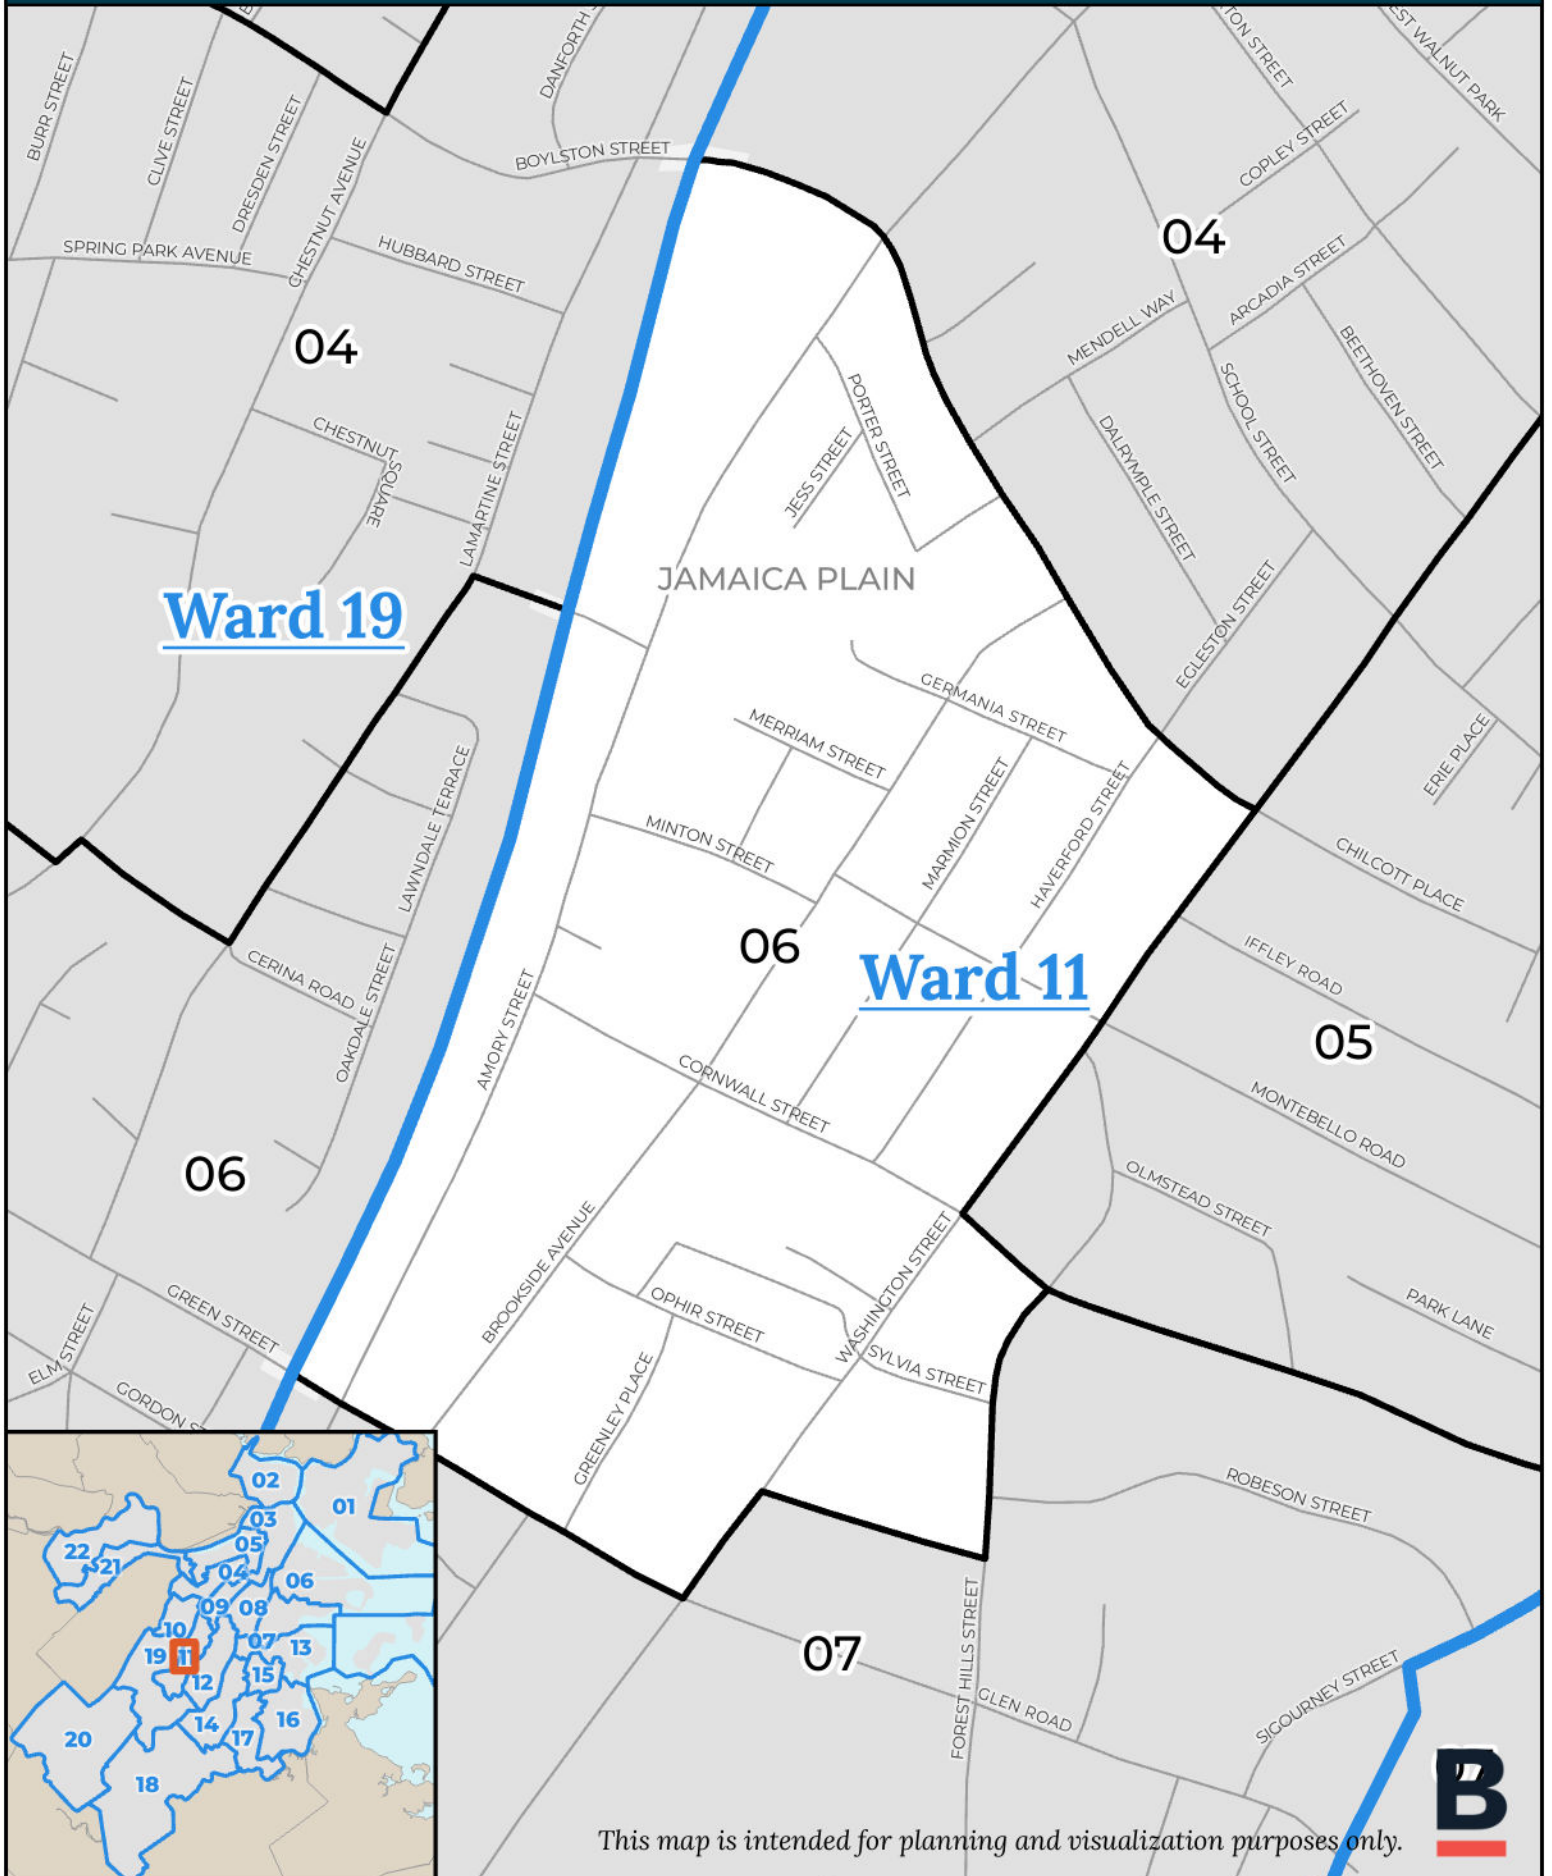 BURR STREET
CLIVE STREET
DRESDEN STREET
CHESTNUT AVENUE
DANFORTH
BOYLSTON STREET
TON STREET
EST WALNUT PARK
COPLEY STREET
04
SPRING PARK AVENUE
HUBBARD STREET
ARCADIA STREET
MENDELL WAY
04
BEETHOVEN STREET
SCHOOL STREET
PORTER STREET
JESS STREET
DALRYMPLE STREET
CHESTNUT SQUARE
LAMARTINE STREET
JAMAICA PLAIN
Ward 19
EGLESTON STREET
GERMANIA STREET
MERRIAM STREET
ERIE PLACE
LAWNDALE TERRACE
MINTON STREET
MARMION STREET
HAVERFORD STREET
CHILCOTT PLACE
06
Ward 11
IFFLEY ROAD
CERINA ROAD
OAKDALE STREET
AMORY STREET
05
CORNWALL STREET
MONTEBELLO ROAD
06
OLMSTEAD STREET
BROOKSIDE AVENUE
WASHINGTON STREET
GREEN STREET
OPHIR STREET
PARK LANE
ELM STREET
SYLVIA STREET
GREENLEY PLACE
GORDON ST
ROBESON STREET
02
01
03
05
22
21
04
06
09
08
10
07
13
19
11
12
15
14
17
16
20
18
07
FOREST HILLS STREET
GLEN ROAD
SIGOURNEY STREET
B
This map is intended for planning and visualization purposes only.